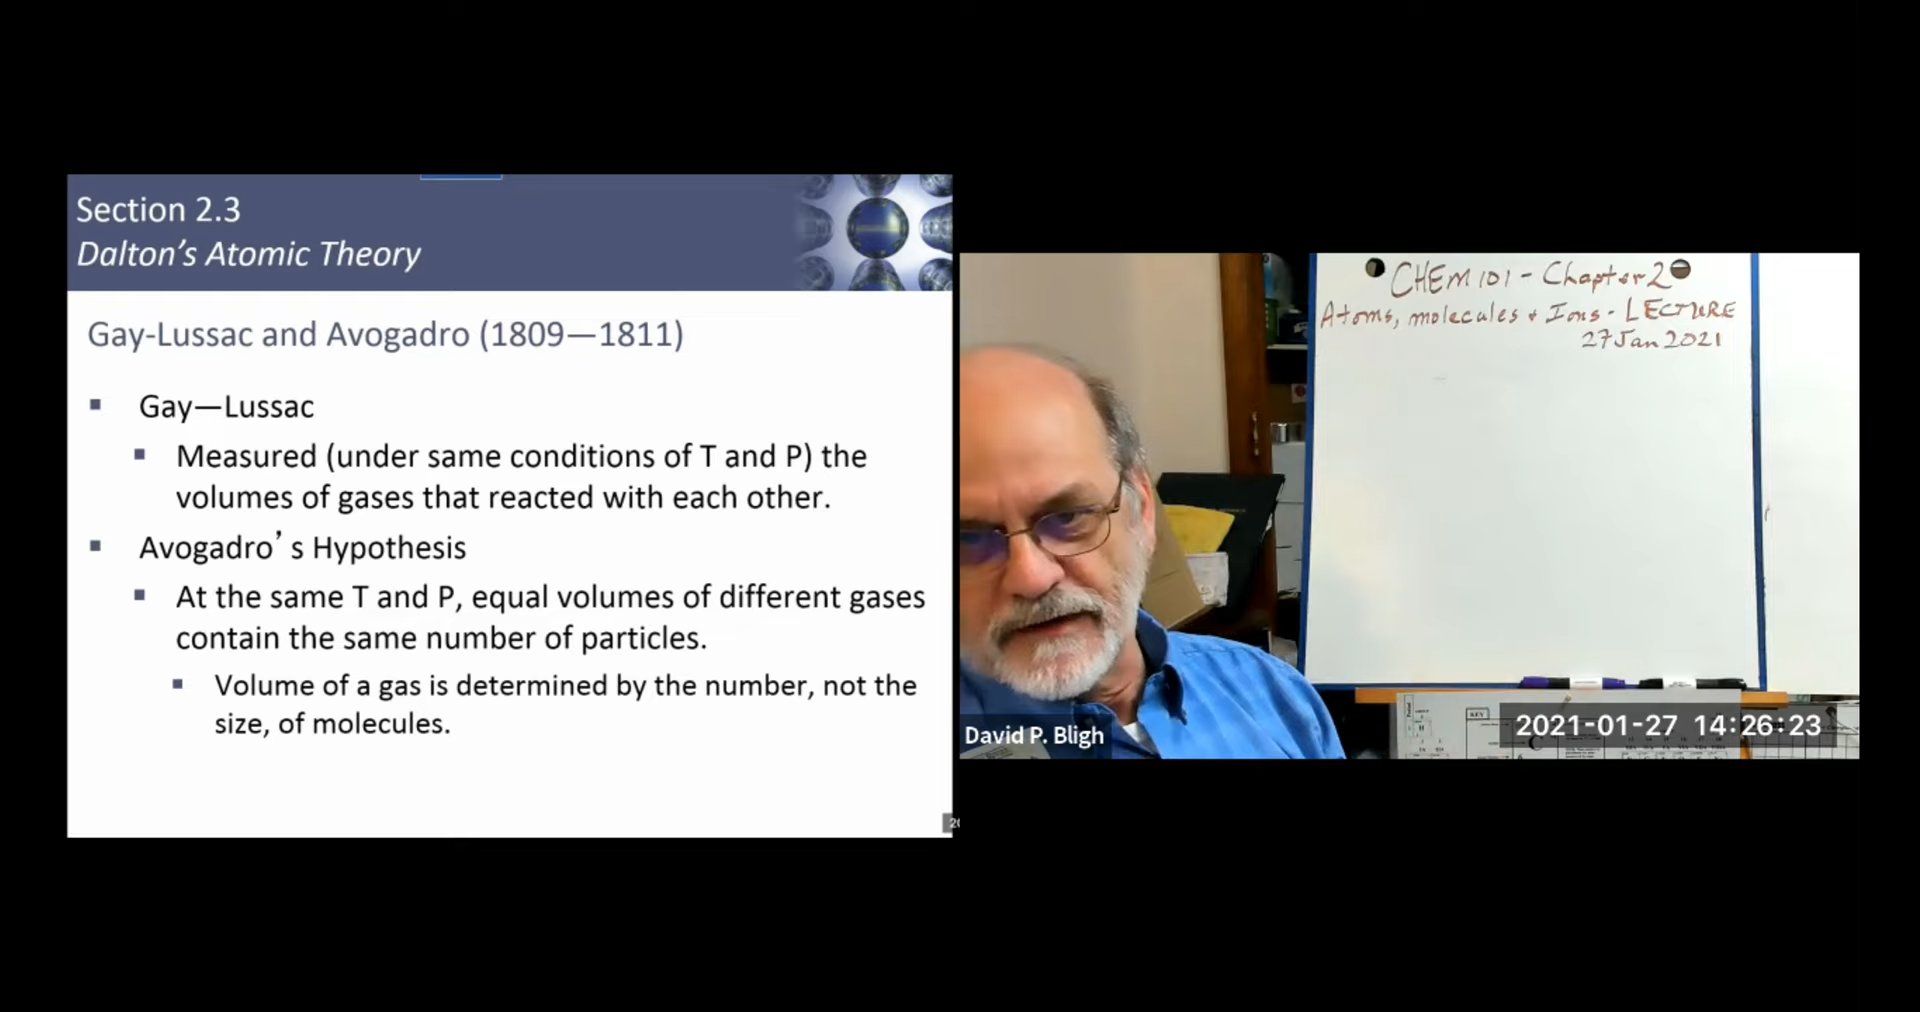 Section 2.3
Dalton's Atomic Theory
Gay-Lussac and Avogadro (1809—1811)
▪ Gay—Lussac
▪ Measured (under same conditions of T and P) the
volumes of gases that reacted with each other.
▪ Avogadro's Hypothesis
▪ At the same T and P, equal volumes of different gases
contain the same number of particles.
▪ Volume of a gas is determined by the number, not the
size, of molecules.
CHEM 101 - Chapter 2
Atoms, molecules + Ions - LECTURE
27 Jan 2021
KEY
David P. Bligh
2021-01-27 14:26:23